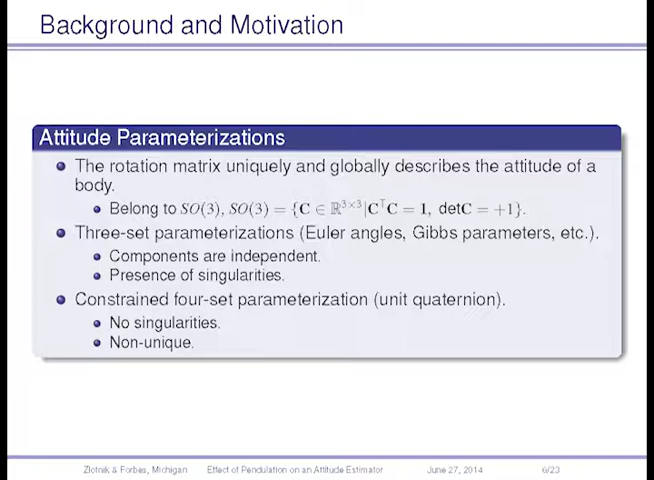 Background and Motivation
Attitude Parameterizations
The rotation matrix uniquely and globally describes the attitude of a
body.
Belong to SO(3), SO(3) = {C ∈ ℝ³ˣ³|CᵀC = 1, detC = +1}.
Three-set parameterizations (Euler angles, Gibbs parameters, etc.).
Components are independent.
Presence of singularities.
Constrained four-set parameterization (unit quaternion).
No singularities.
Non-unique.
Zlotnik & Forbes, Michigan Effect of Pendulation on an Attitude Estimator June 27, 2014 6/23